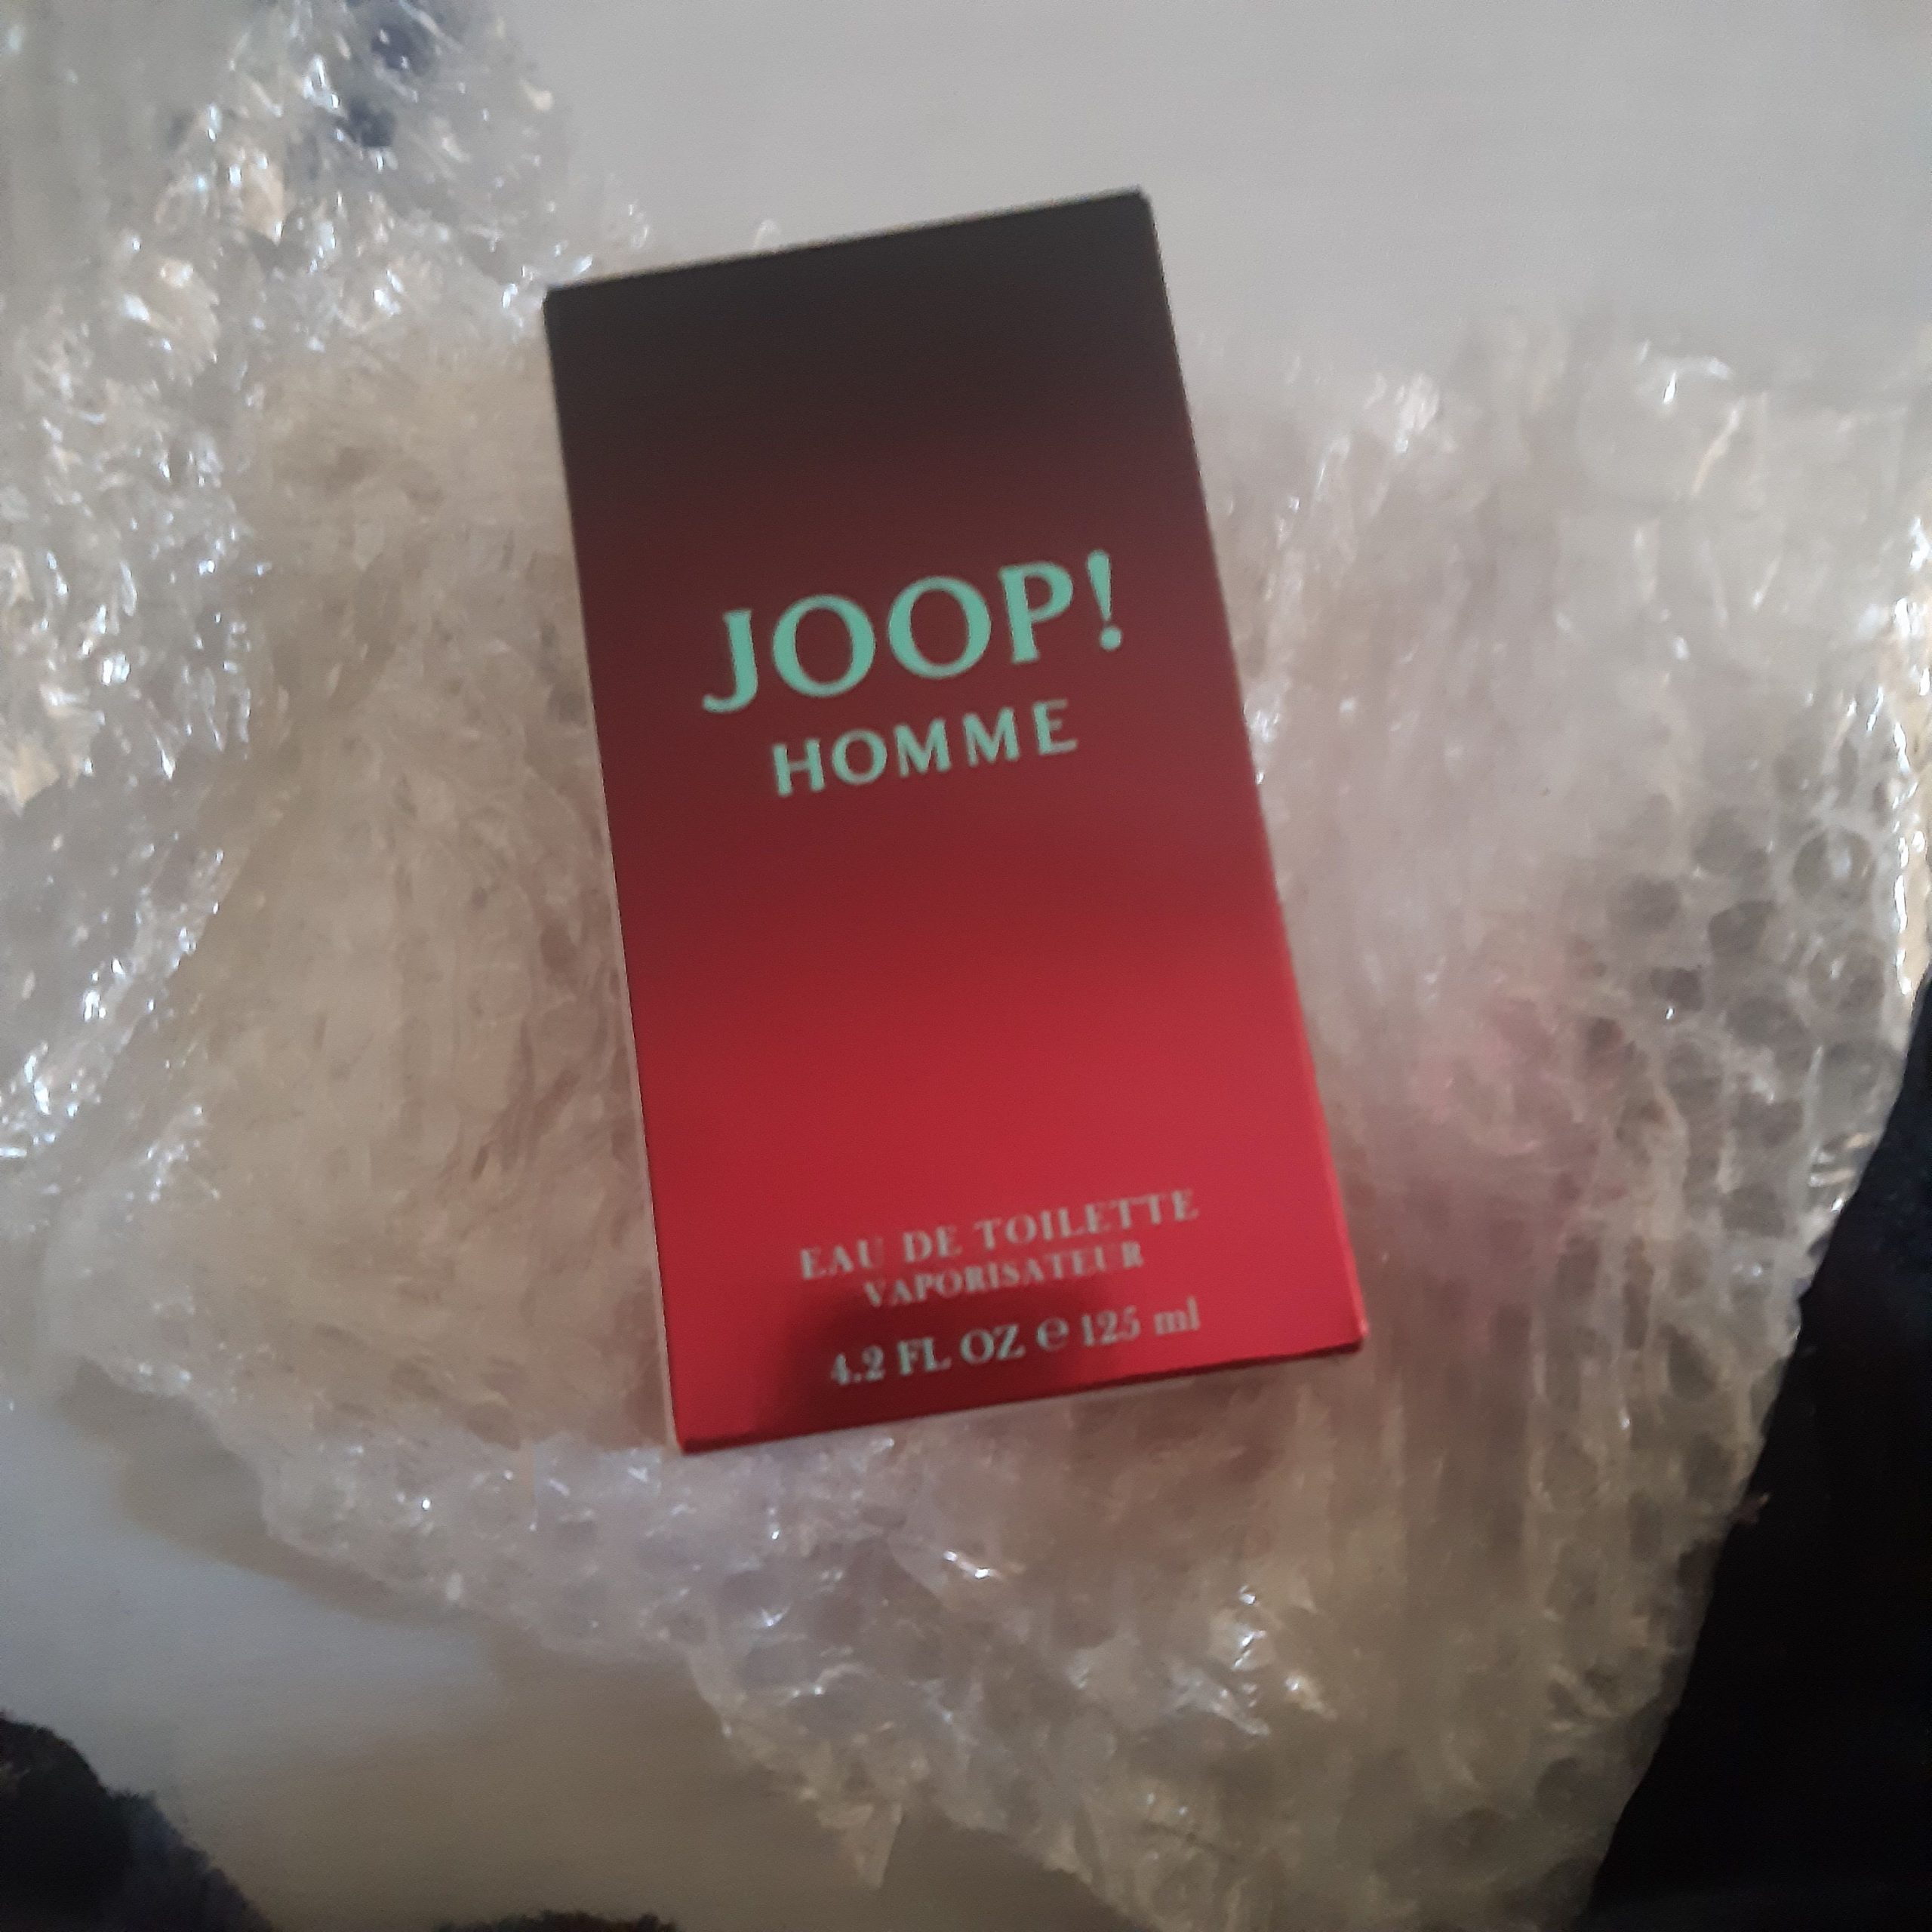 JOOP!
HOMME
EAU DE TOILETTE
VAPORISATEUR
4.2 FL OZ ℮ 125 ml